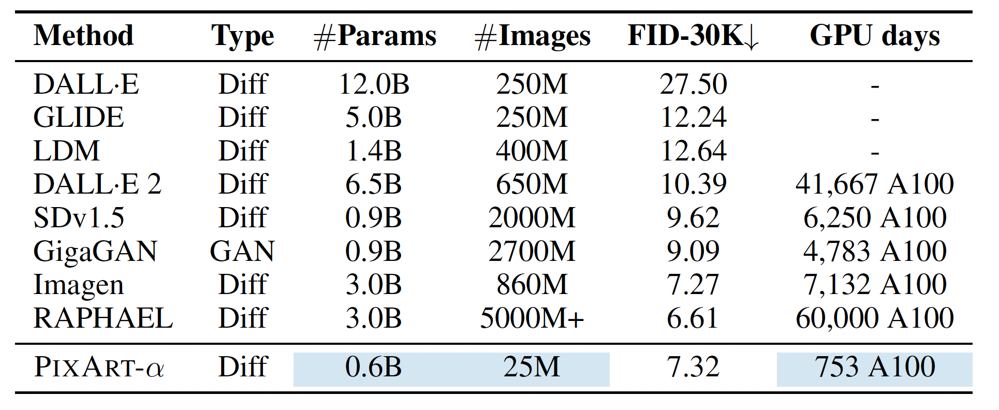 Method Type #Params #Images FID-30K↓ GPU days
DALL·E Diff 12.0B 250M 27.50 -
GLIDE Diff 5.0B 250M 12.24 -
LDM Diff 1.4B 400M 12.64 -
DALL·E 2 Diff 6.5B 650M 10.39 41,667 A100
SDv1.5 Diff 0.9B 2000M 9.62 6,250 A100
GigaGAN GAN 0.9B 2700M 9.09 4,783 A100
Imagen Diff 3.0B 860M 7.27 7,132 A100
RAPHAEL Diff 3.0B 5000M+ 6.61 60,000 A100
PIXART-α Diff 0.6B 25M 7.32 753 A100